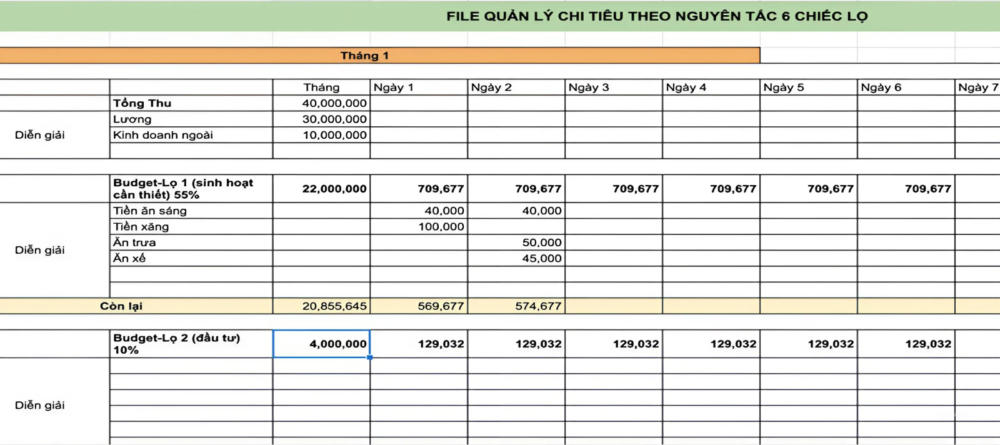 FILE QUẢN LÝ CHI TIÊU THEO NGUYÊN TẮC 6 CHIẾC LỌ
Tháng 1
Tháng Ngày 1 Ngày 2 Ngày 3 Ngày 4 Ngày 5 Ngày 6 Ngày 7
Tổng Thu 40,000,000
Lương 30,000,000
Diễn giải Kinh doanh ngoài 10,000,000
Budget-Lọ 1 (sinh hoạt
cần thiết) 55% 22,000,000 709,677 709,677 709,677 709,677 709,677 709,677
Tiền ăn sáng 40,000 40,000
Tiền xăng 100,000
Ăn trưa 50,000
Diễn giải
Ăn xế 45,000
Còn lại 20,855,645 569,677 574,677
Budget-Lọ 2 (đầu tư)
10% 4,000,000 129,032 129,032 129,032 129,032 129,032 129,032
Diễn giải